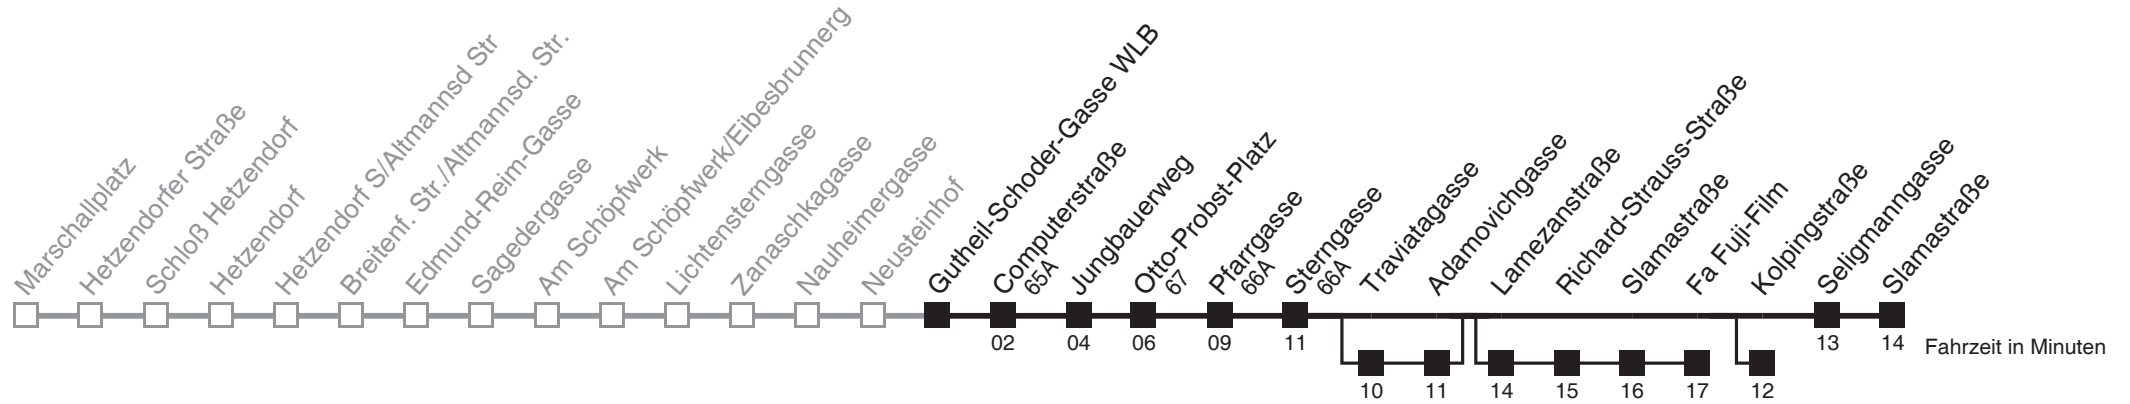 Marschallplatz
Hetzendorfer Straße
Schloß Hetzendorf
Hetzendorf
Hetzendorf S/Altmannsd Str
Breitenf. Str./Altmannsd. Str.
Edmund-Reim-Gasse
Sagedergasse
Am Schöpfwerk
Am Schöpfwerk/Eibesbrunnerg
Lichtensterngasse
Zanaschkagasse
Nauheimergasse
Neusteinhof
Gutheil-Schoder-Gasse WLB
Computerstraße
65A
Jungbauerweg
Otto-Probst-Platz
67
Pfarrgasse
66A
Sterngasse
66A
Traviatagasse
Adamovichgasse
Lamezanstraße
Richard-Strauss-Straße
Slamastraße
Fa Fuji-Film
Kolpingstraße
Seligmanngasse
Slamastraße
02 04 06 09 11 13 14
Fahrzeit in Minuten
10 11 14 15 16 17 12